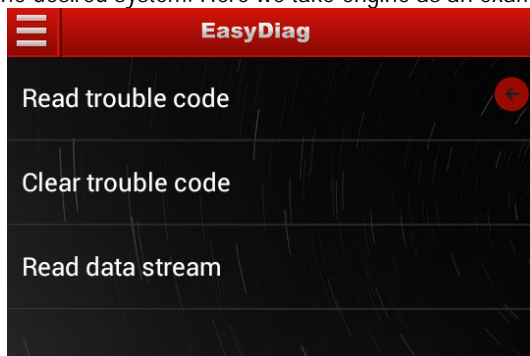 he desired system. Here we take engine as an exam
EasyDiag
Read trouble code
Clear trouble code
Read data stream